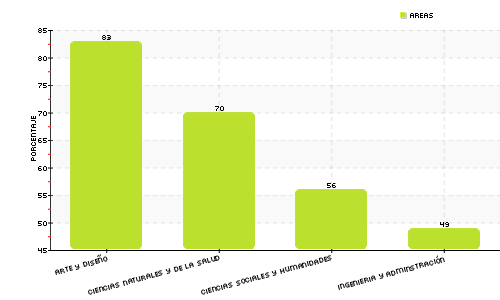 AREAS
85
80
75
70
65
60
55
50
45
PORCENTAJE
83
70
56
49
ARTE Y DISEÑO
CIENCIAS NATURALES Y DE LA SALUD
CIENCIAS SOCIALES Y HUMANIDADES
INGENIERIA Y ADMINSTRACIÓN